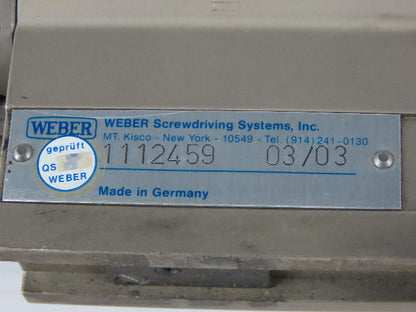 WEBER
WEBER Screwdriving Systems, Inc.
MT. Kisco - New York - 10549 - Tel. (914) 241-0130
geprüft
QS
WEBER
1112459 03/03
Made in Germany